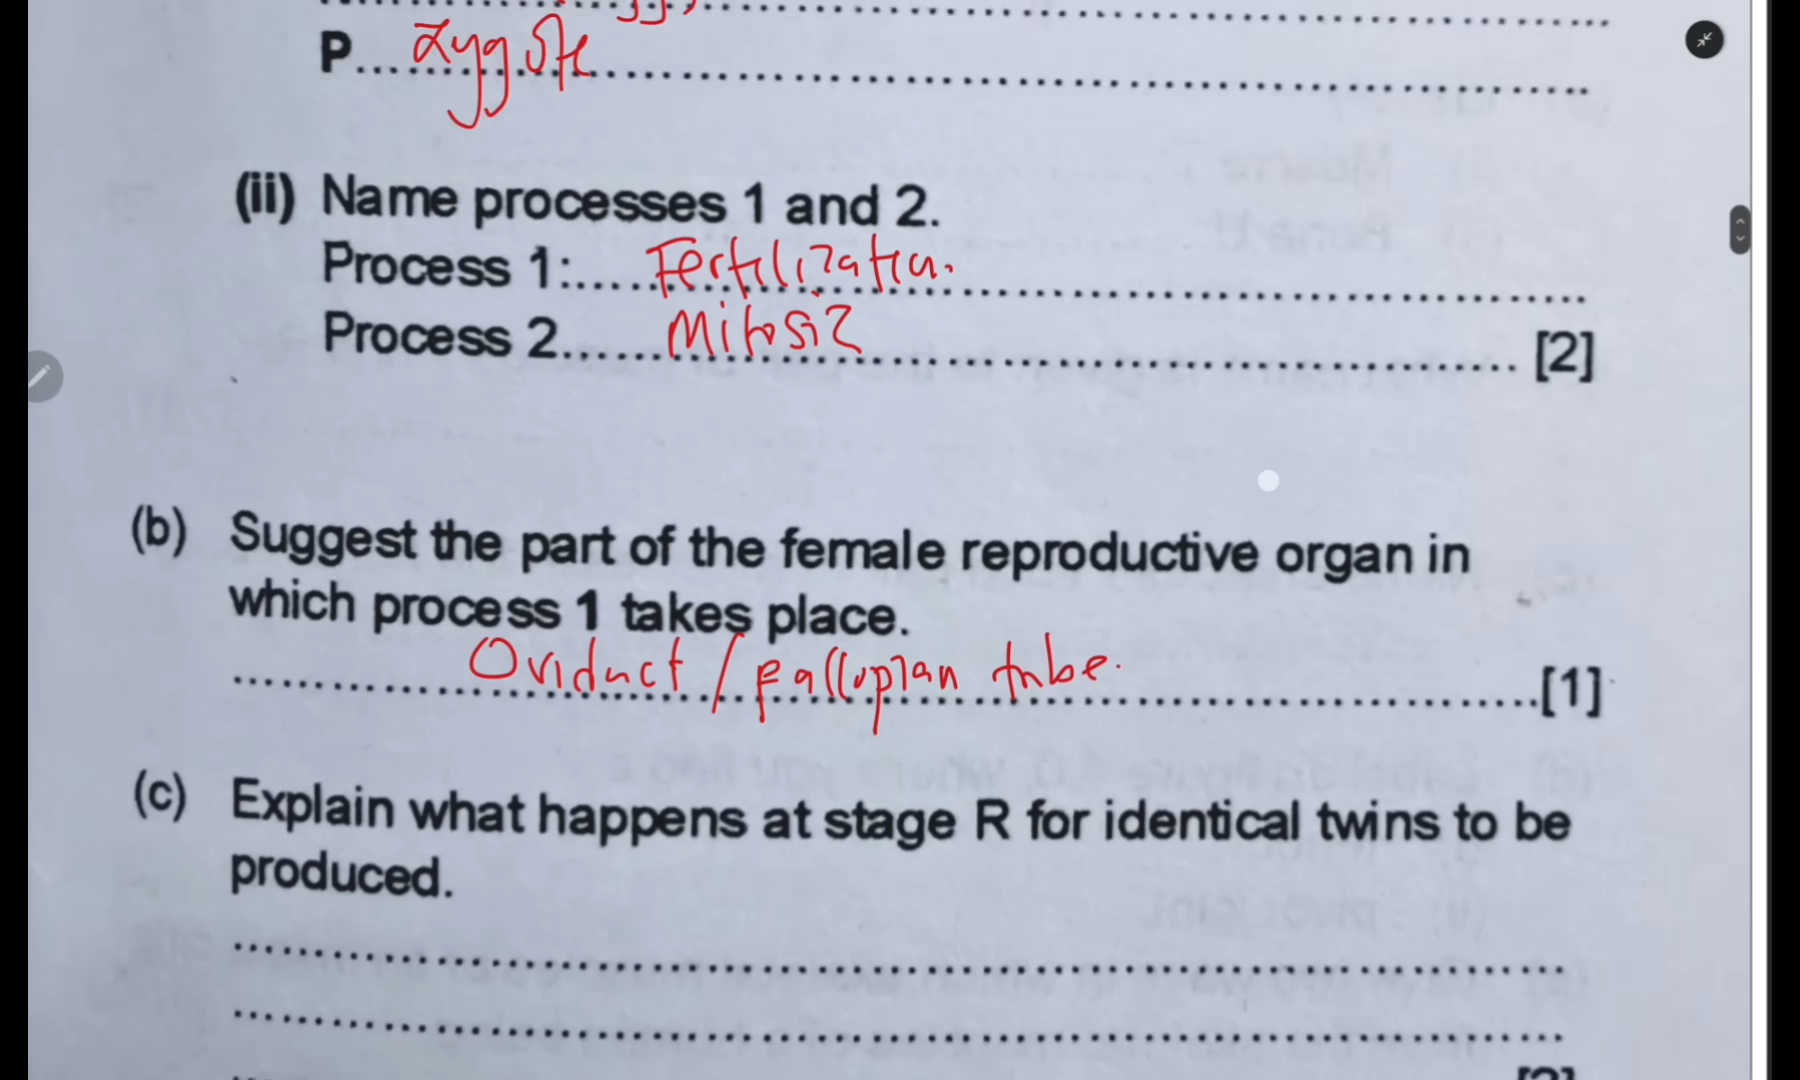 P.... zygote
(ii) Name processes 1 and 2.
Process 1:.... Fertilization.
Process 2.... Mitosis [2]
(b) Suggest the part of the female reproductive organ in
which process 1 takes place.
Oviduct / Fallopian tube. [1]
(c) Explain what happens at stage R for identical twins to be
produced.